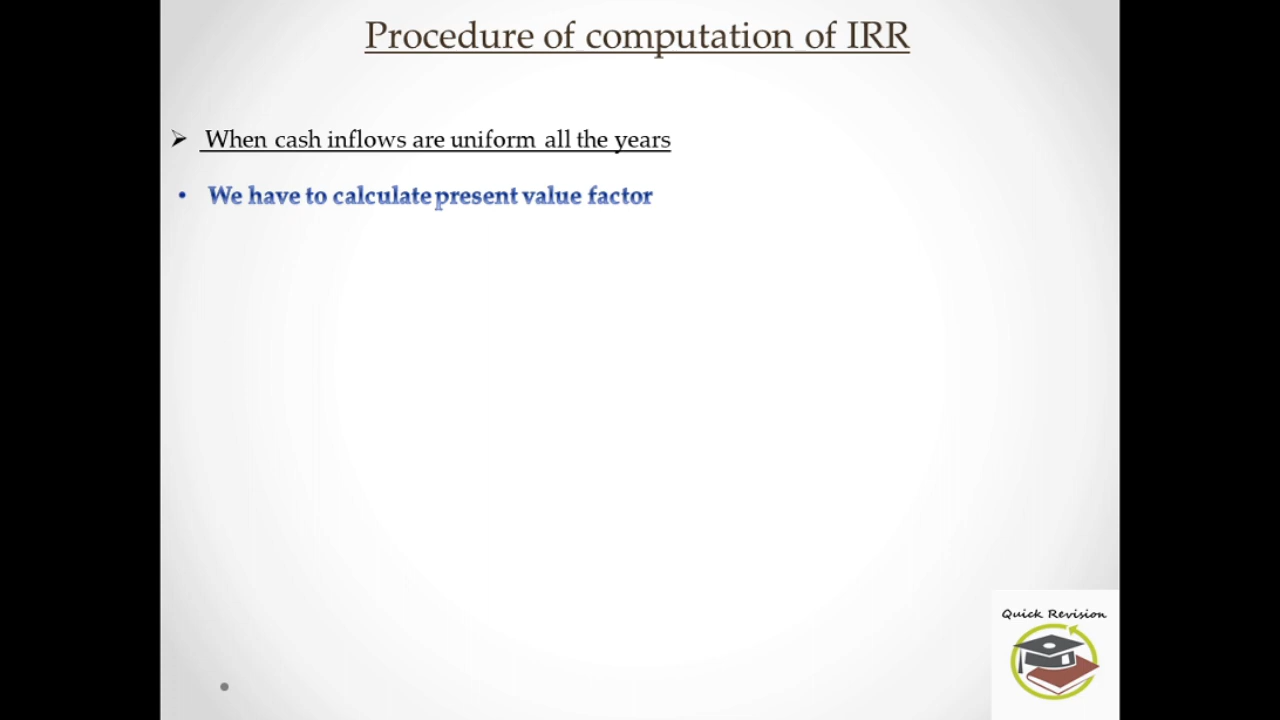 Procedure of computation of IRR
➢ When cash inflows are uniform all the years
• We have to calculate present value factor
Quick Revision